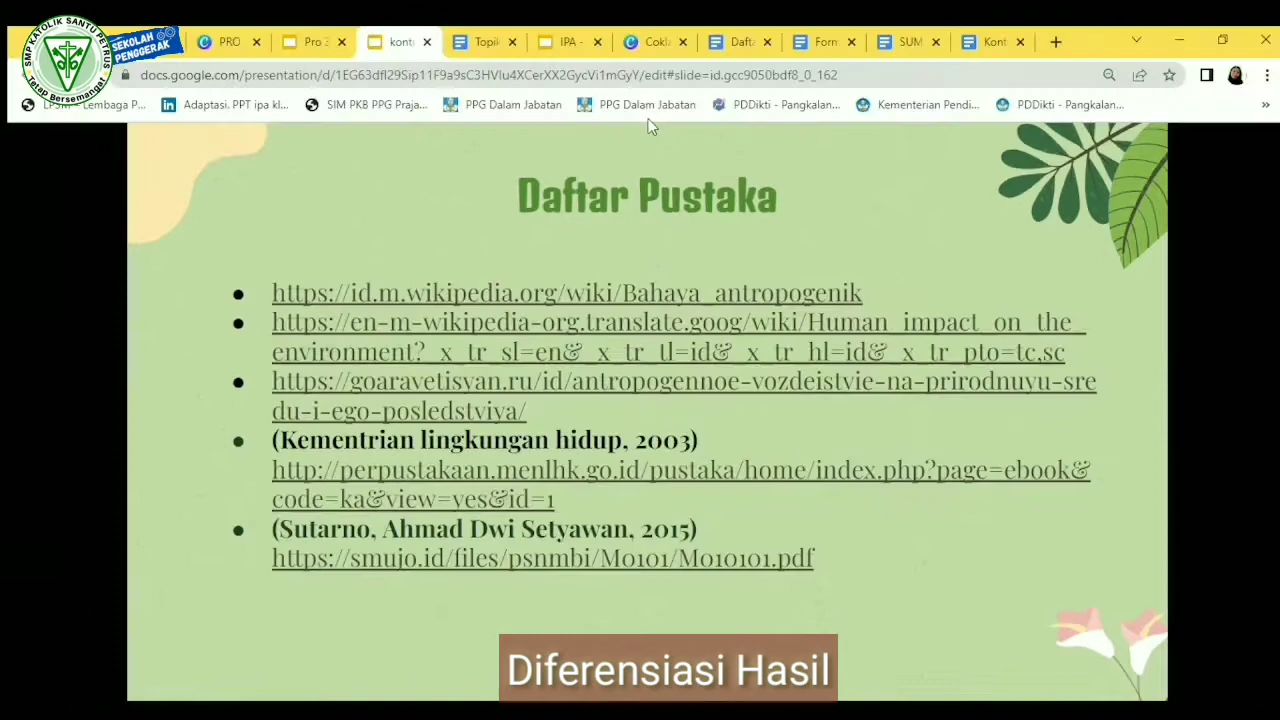 SMP KATOLIK SANTU PETRUS
Tetap Bersemangat
SEKOLAH
PENGGERAK
PRO
Pro
kont
Topik
IPA -
Cokla
Dafta
Form
SUM
Kont
docs.google.com/presentation/d/1EG63dfl29Sip11F9a9sC3HVlu4XCerXX2GycVi1mGyY/edit#slide=id.gcc9050bdf8_0_162
Lembaga P...
Adaptasi. PPT ipa kl...
SIM PKB PPG Praja...
PPG Dalam Jabatan
PPG Dalam Jabatan
PDDikti - Pangkalan...
Kementerian Pendi...
PDDikti - Pangkalan...
Daftar Pustaka
https://id.m.wikipedia.org/wiki/Bahaya_antropogenik
https://en-m-wikipedia-org.translate.goog/wiki/Human_impact_on_the_
environment?_x_tr_sl=en&_x_tr_tl=id&_x_tr_hl=id&_x_tr_pto=tc,sc
https://goaravetisyan.ru/id/antropogennoe-vozdeistvie-na-prirodnuyu-sre
du-i-ego-posledstviya/
(Kementrian lingkungan hidup, 2003)
http://perpustakaan.menlhk.go.id/pustaka/home/index.php?page=ebook&
code=ka&view=yes&id=1
(Sutarno, Ahmad Dwi Setyawan, 2015)
https://smujo.id/files/psnmbi/M0101/M010101.pdf
Diferensiasi Hasil